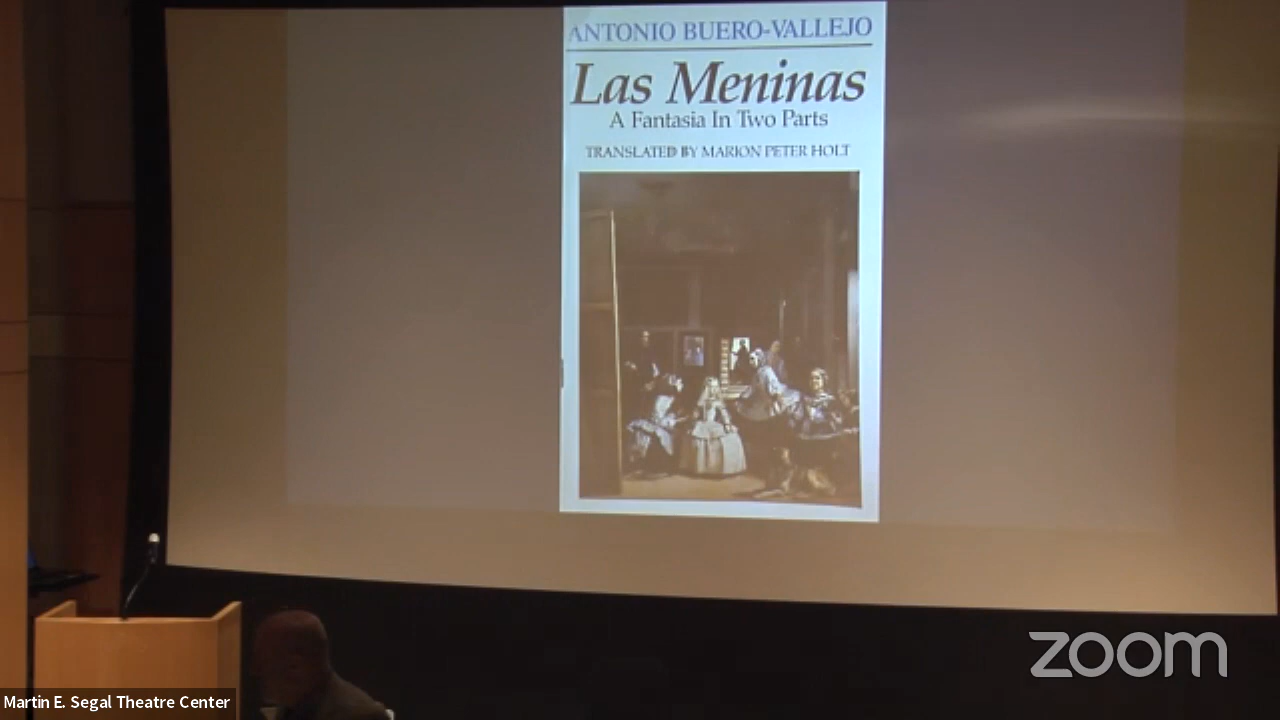 ANTONIO BUERO-VALLEJO
Las Meninas
A Fantasia In Two Parts
TRANSLATED BY MARION PETER HOLT
zoom
Martin E. Segal Theatre Center